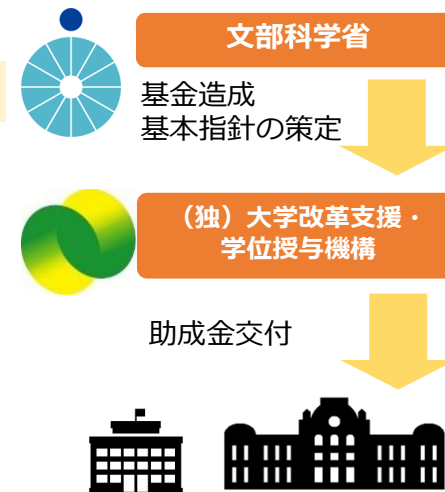 文部科学省
基金造成
基本指針の策定
（独）大学改革支援・
学位授与機構
助成金交付